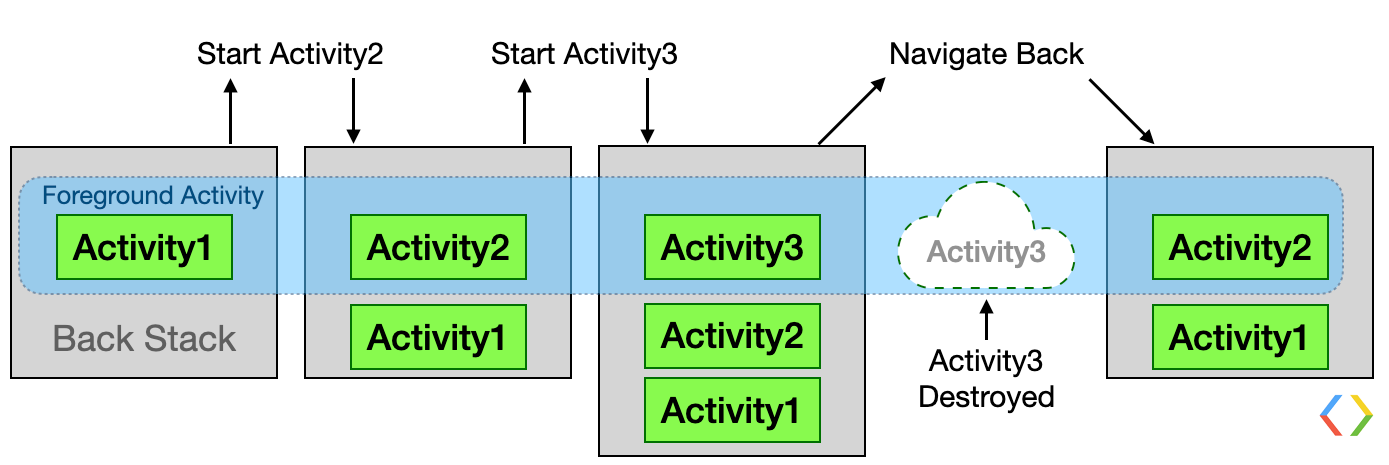 Start Activity2
Start Activity3
Navigate Back
Foreground Activity
Activity1
Back Stack
Activity2
Activity1
Activity3
Activity2
Activity1
Activity3
Activity3
Destroyed
Activity2
Activity1